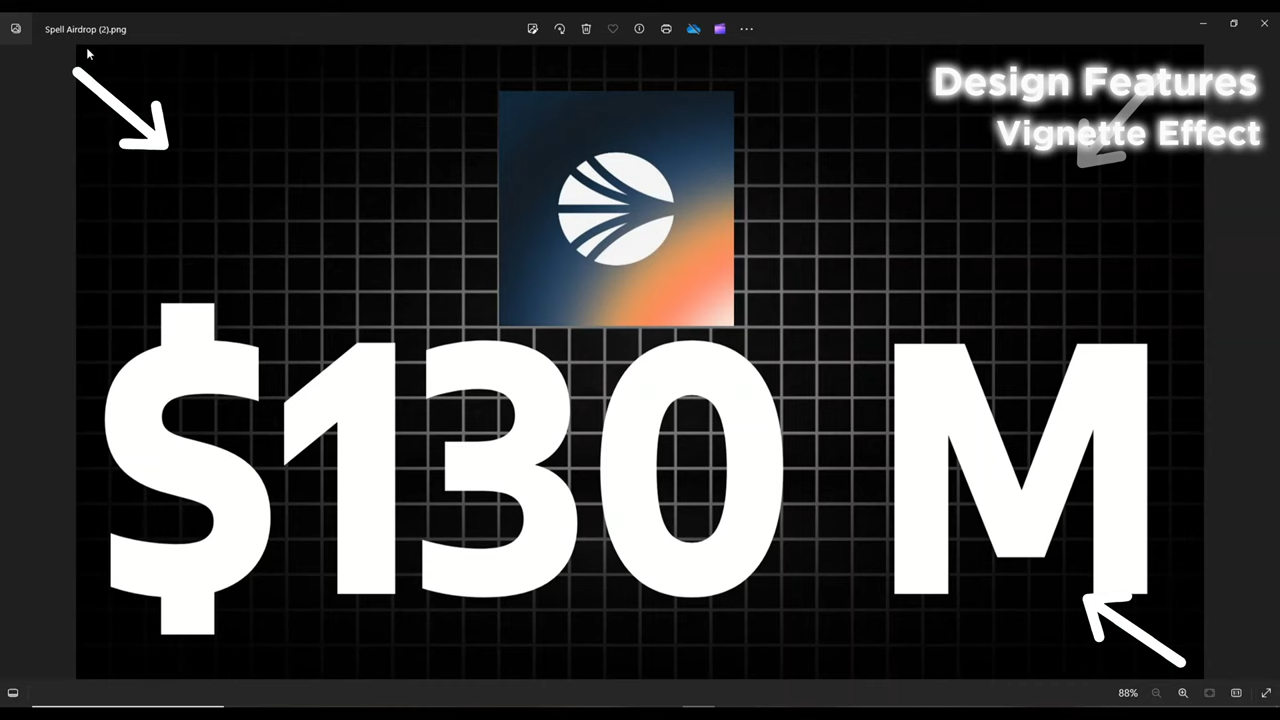 Spell Airdrop (2).png
Design Features
Vignette Effect
$130 M
88%